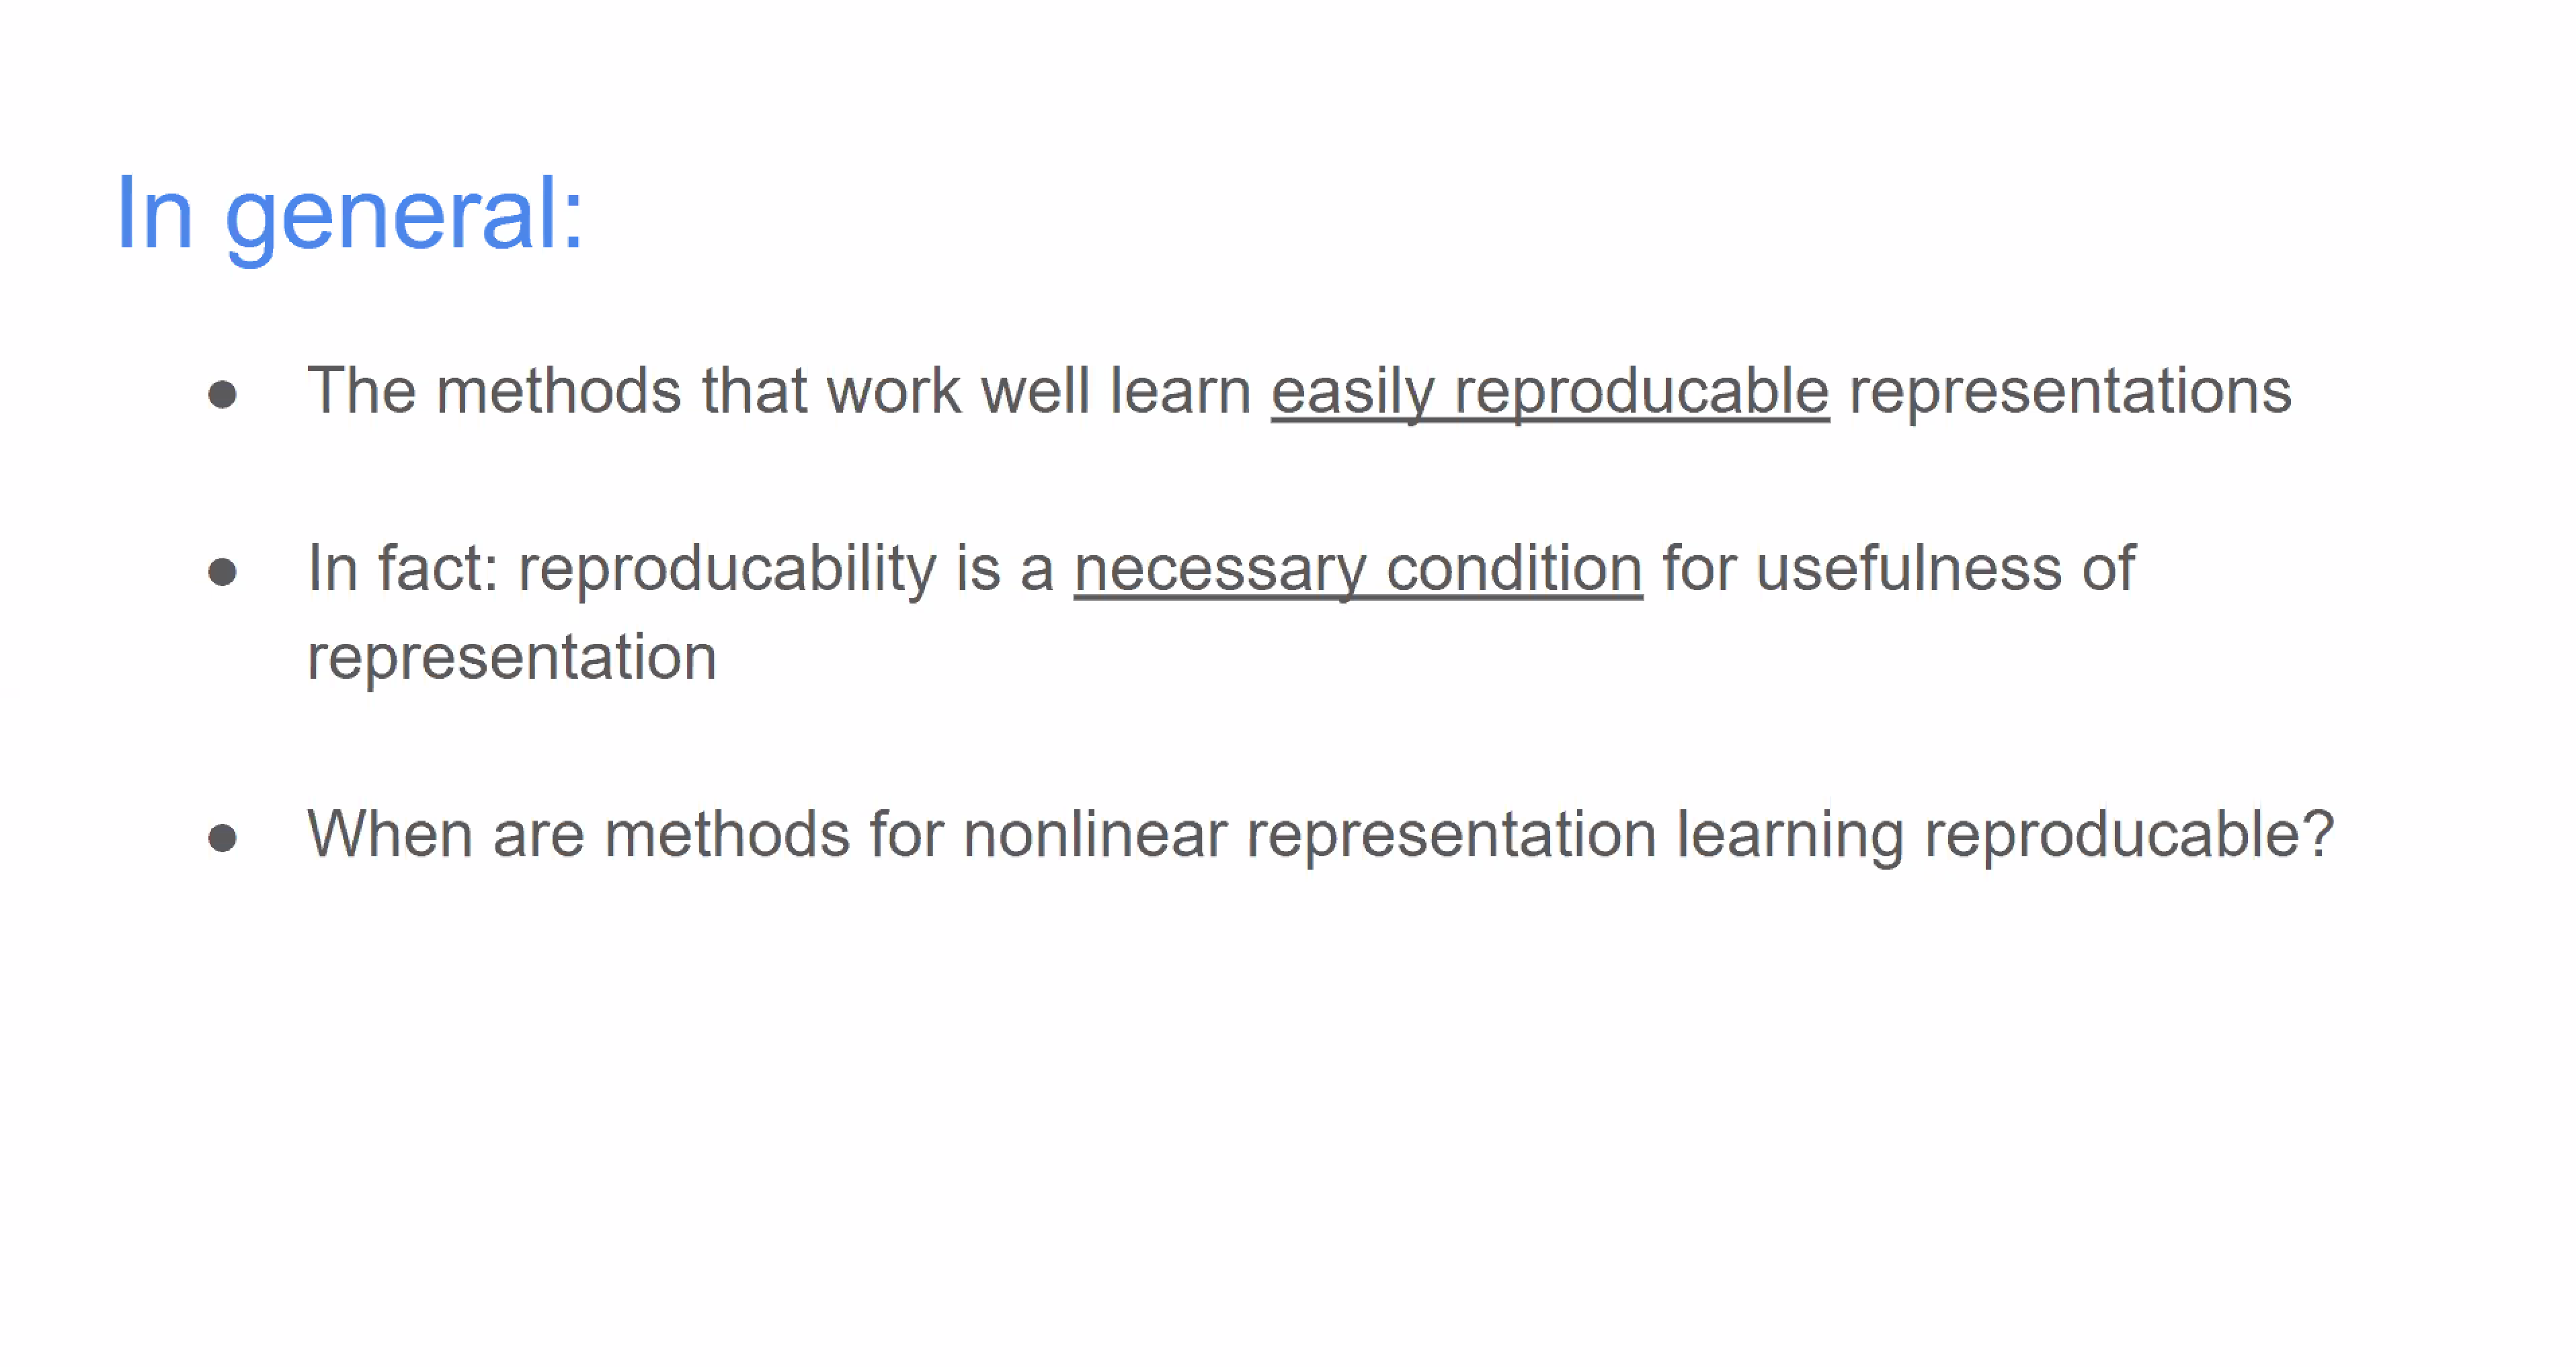 In general:
● The methods that work well learn easily reproducable representations
● In fact: reproducability is a necessary condition for usefulness of
representation
● When are methods for nonlinear representation learning reproducable?